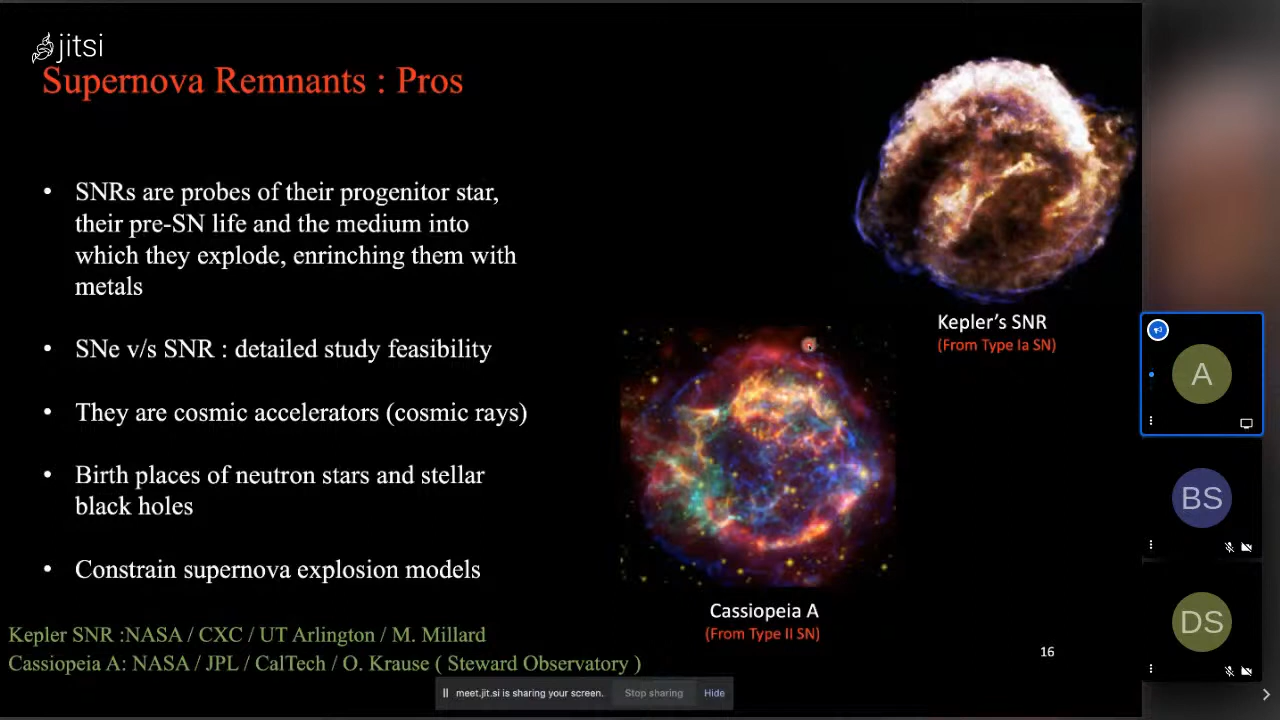 jitsi
Supernova Remnants : Pros
• SNRs are probes of their progenitor star,
their pre-SN life and the medium into
which they explode, enrinching them with
metals
• SNe v/s SNR : detailed study feasibility
• They are cosmic accelerators (cosmic rays)
• Birth places of neutron stars and stellar
black holes
• Constrain supernova explosion models
Kepler’s SNR
(From Type Ia SN)
Cassiopeia A
(From Type II SN)
Kepler SNR :NASA / CXC / UT Arlington / M. Millard
Cassiopeia A: NASA / JPL / CalTech / O. Krause ( Steward Observatory )
16
meet.jit.si is sharing your screen. Stop sharing Hide
A
BS
DS